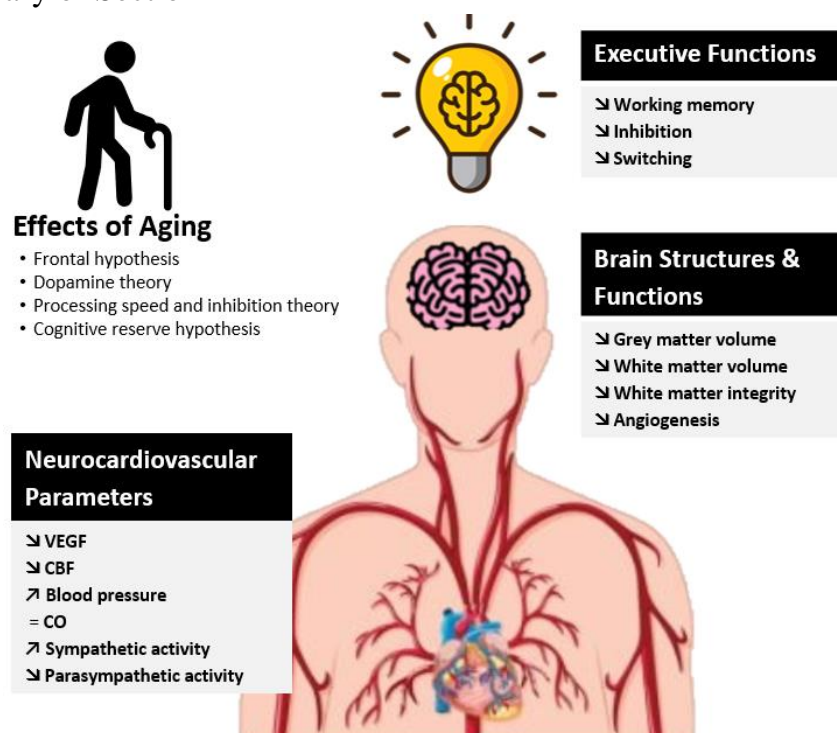 Executive Functions
↘ Working memory
↘ Inhibition
↘ Switching
Effects of Aging
• Frontal hypothesis
• Dopamine theory
• Processing speed and inhibition theory
• Cognitive reserve hypothesis
Brain Structures &
Functions
↘ Grey matter volume
↘ White matter volume
↘ White matter integrity
↘ Angiogenesis
Neurocardiovascular
Parameters
↘ VEGF
↘ CBF
↗ Blood pressure
= CO
↗ Sympathetic activity
↘ Parasympathetic activity